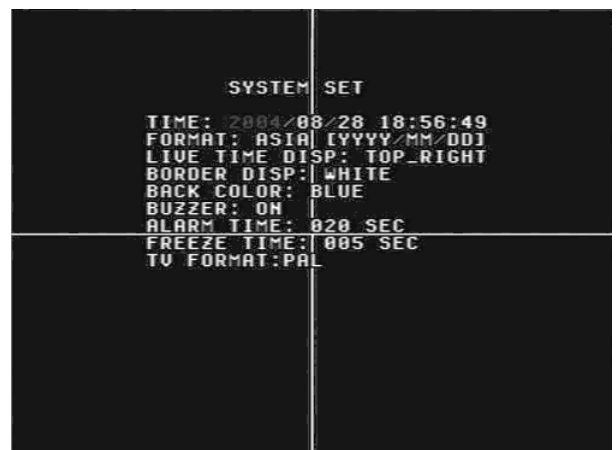 SYSTEM SET
TIME: 2004/08/28 18:56:49
FORMAT: ASIA [YYYY/MM/DD]
LIVE TIME DISP: TOP_RIGHT
BORDER DISP: WHITE
BACK COLOR: BLUE
BUZZER: ON
ALARM TIME: 020 SEC
FREEZE TIME: 005 SEC
TV FORMAT:PAL